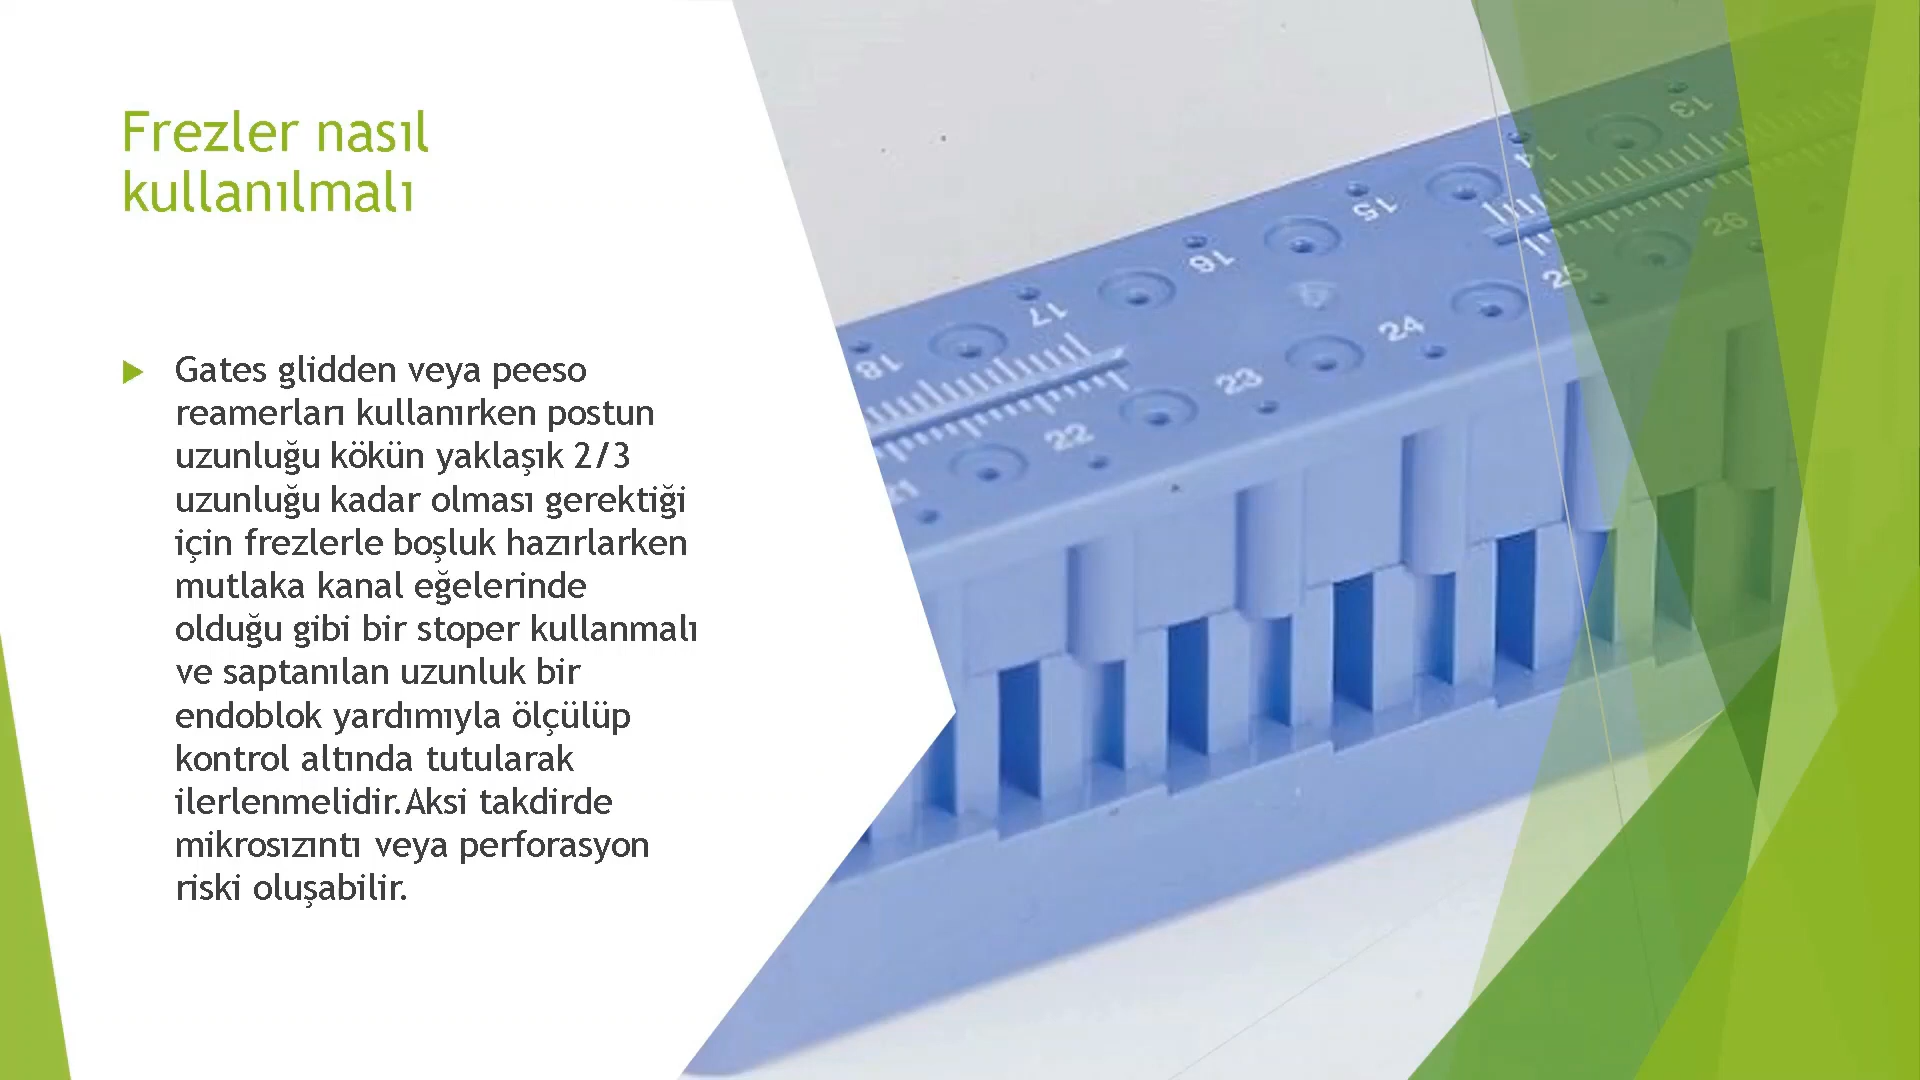 Frezler nasıl
kullanılmalı
Gates glidden veya peeso
reamerları kullanırken postun
uzunluğu kökün yaklaşık 2/3
uzunluğu kadar olması gerektiği
için frezlerle boşluk hazırlarken
mutlaka kanal eğelerinde
olduğu gibi bir stoper kullanmalı
ve saptanılan uzunluk bir
endoblok yardımıyla ölçülüp
kontrol altında tutularak
ilerlenmelidir.Aksi takdirde
mikrosızıntı veya perforasyon
riski oluşabilir.
18 17 16 15 14 13
22 23 24 25 26